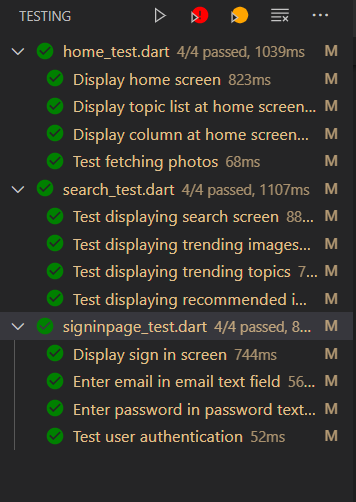 TESTING
home_test.dart 4/4 passed, 1039ms M
Display home screen 823ms M
Display topic list at home screen... M
Display column at home screen... M
Test fetching photos 68ms M
search_test.dart 4/4 passed, 1107ms M
Test displaying search screen 88... M
Test displaying trending images... M
Test displaying trending topics 7... M
Test displaying recommended i... M
signinpage_test.dart 4/4 passed, 8... M
Display sign in screen 744ms M
Enter email in email text field 56... M
Enter password in password text... M
Test user authentication 52ms M